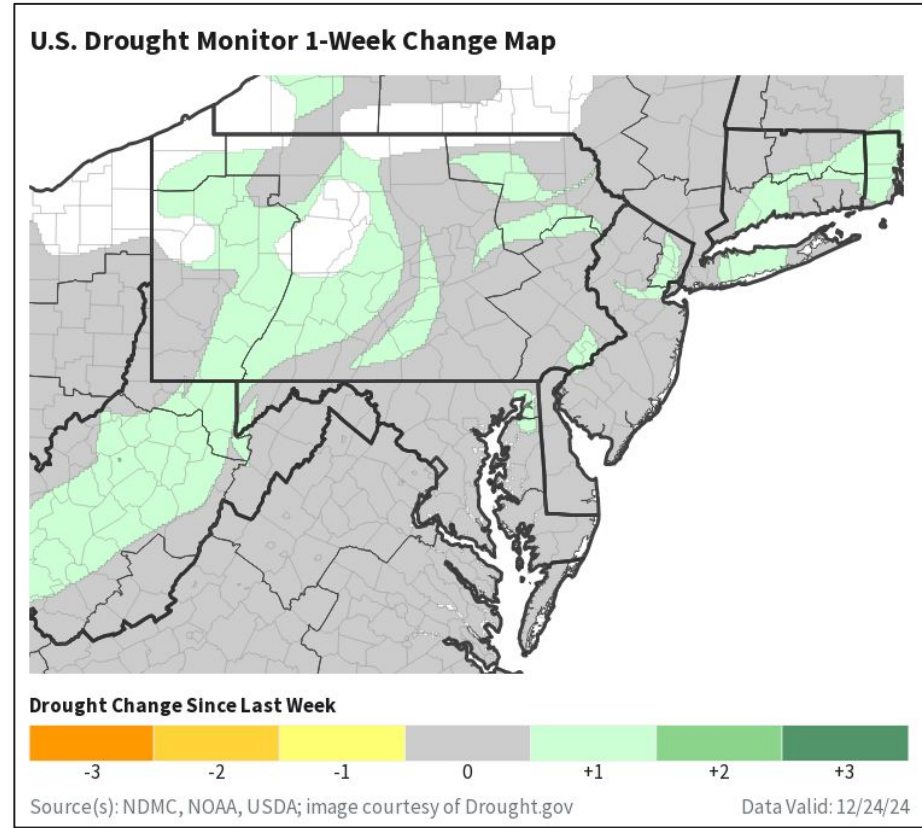 U.S. Drought Monitor 1-Week Change Map
Drought Change Since Last Week
-3 -2 -1 0 +1 +2 +3
Source(s): NDMC, NOAA, USDA; image courtesy of Drought.gov Data Valid: 12/24/24